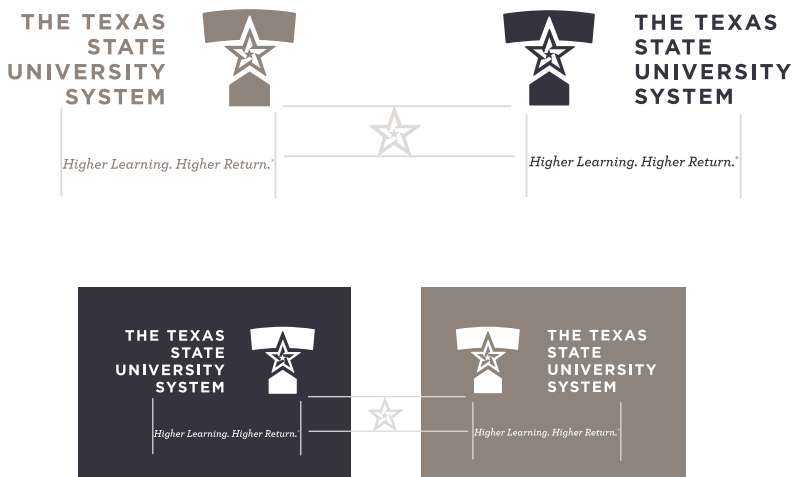 THE TEXAS
STATE
UNIVERSITY
SYSTEM
Higher Learning. Higher Return.®
THE TEXAS
STATE
UNIVERSITY
SYSTEM
Higher Learning. Higher Return.®
THE TEXAS
STATE
UNIVERSITY
SYSTEM
Higher Learning. Higher Return.®
THE TEXAS
STATE
UNIVERSITY
SYSTEM
Higher Learning. Higher Return.®